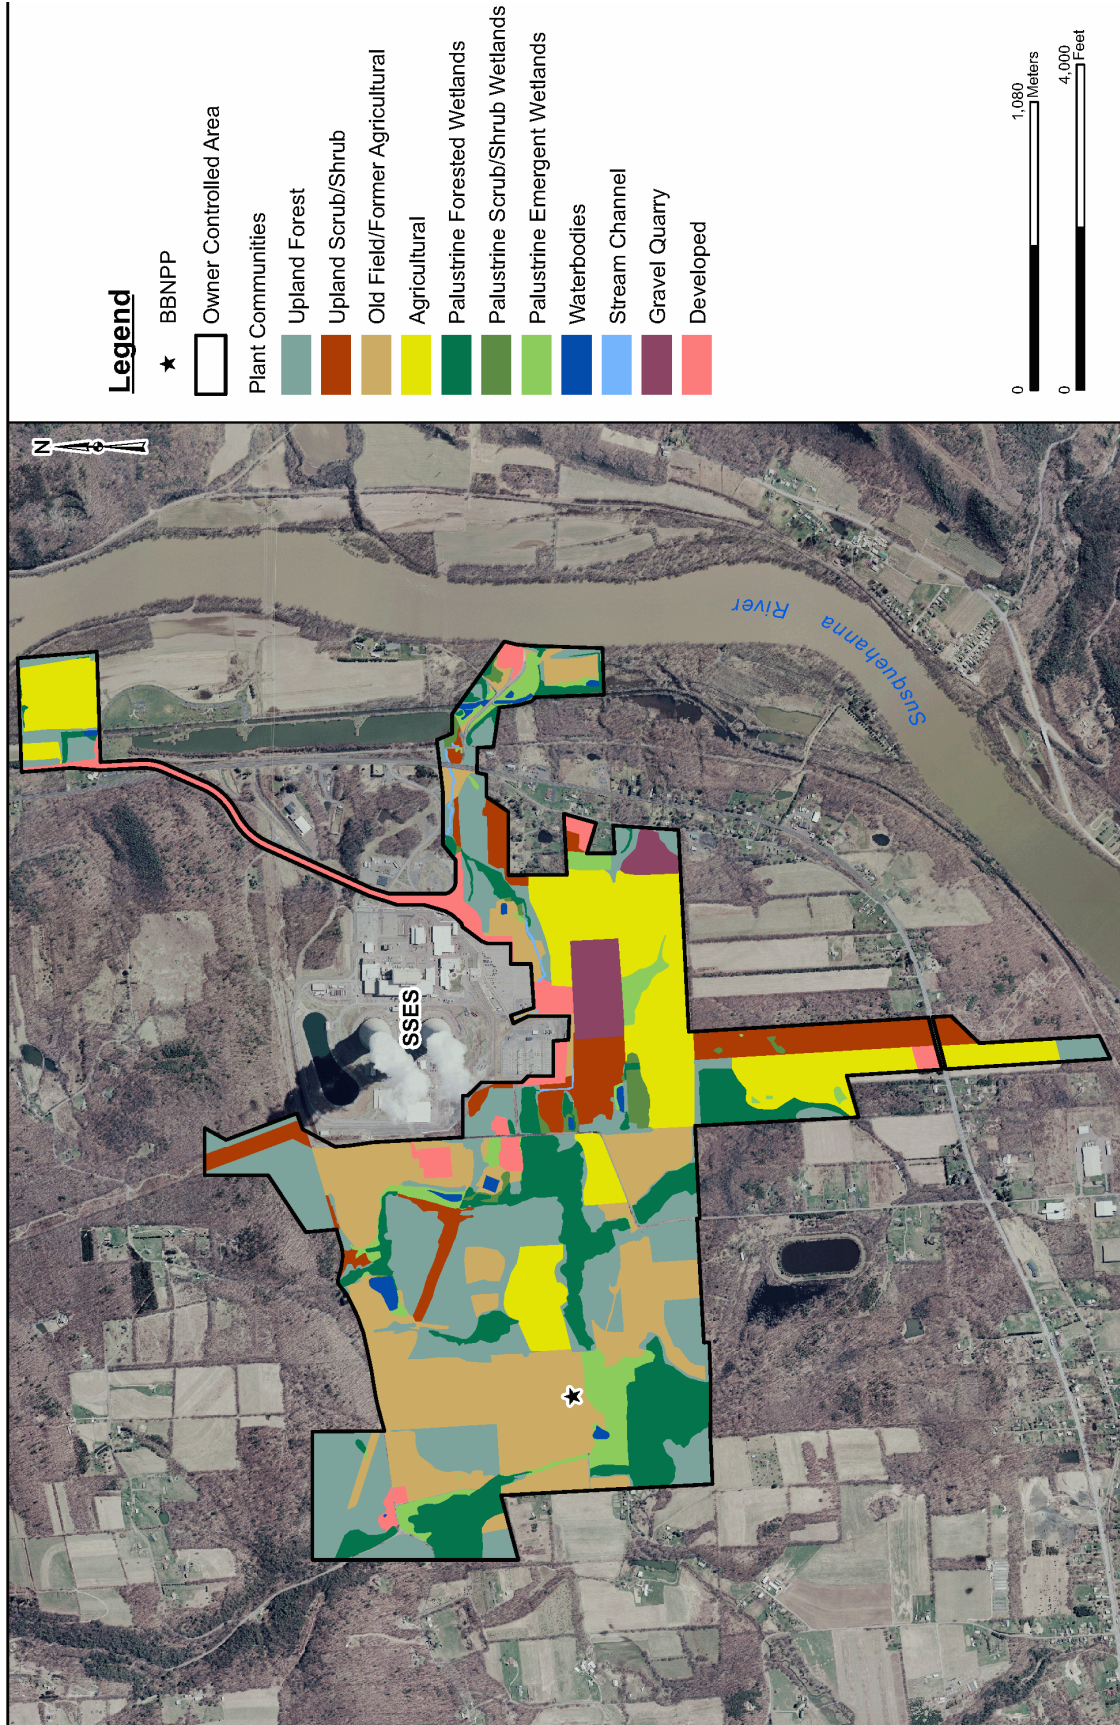 Legend
BBNPP
Owner Controlled Area
Plant Communities
Upland Forest
Upland Scrub/Shrub
Old Field/Former Agricultural
Agricultural
Palustrine Forested Wetlands
Palustrine Scrub/Shrub Wetlands
Palustrine Emergent Wetlands
Waterbodies
Stream Channel
Gravel Quarry
Developed
0
1,080
Meters
0
4,000
Feet
N
SSES
Susquehanna River